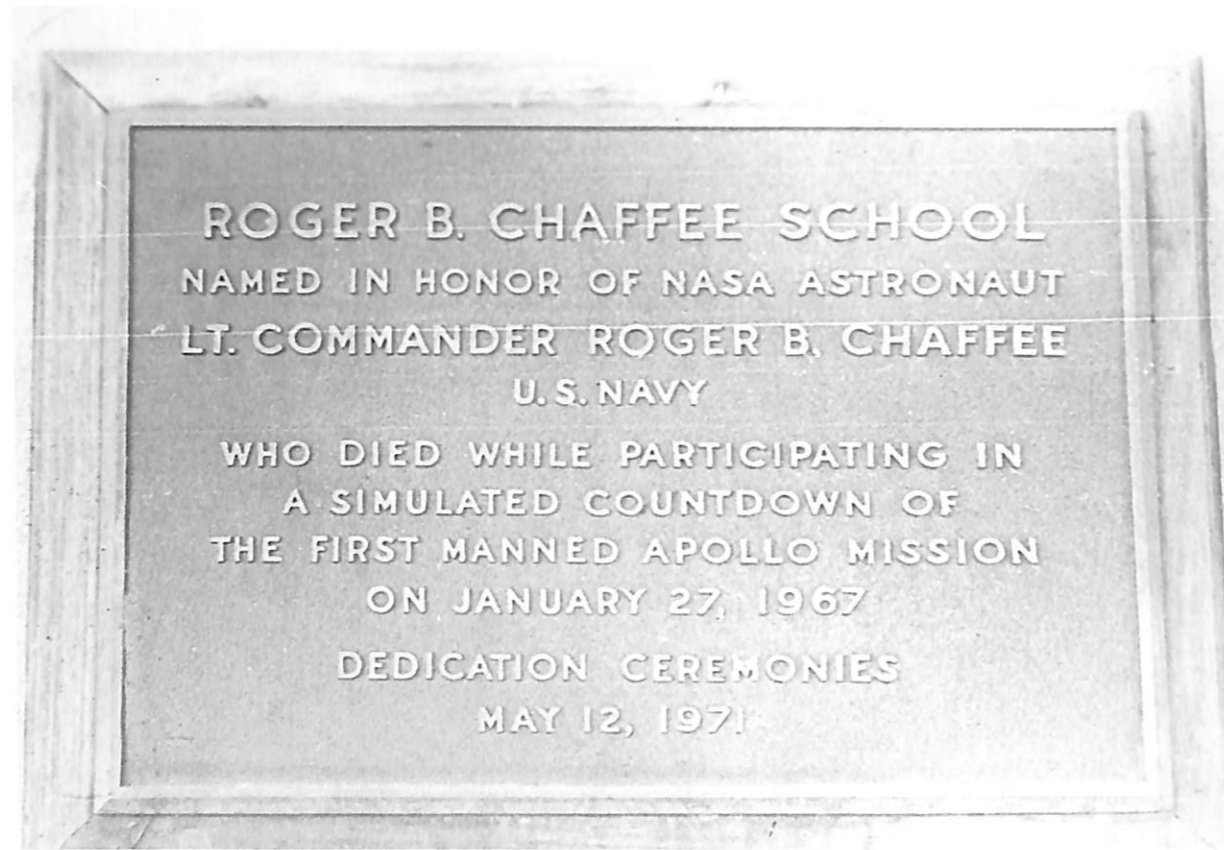 ROGER B. CHAFFEE SCHOOL
NAMED IN HONOR OF NASA ASTRONAUT
LT. COMMANDER ROGER B. CHAFFEE
U. S. NAVY
WHO DIED WHILE PARTICIPATING IN
A SIMULATED COUNTDOWN OF
THE FIRST MANNED APOLLO MISSION
ON JANUARY 27, 1967
DEDICATION CEREMONIES
MAY 12, 1971